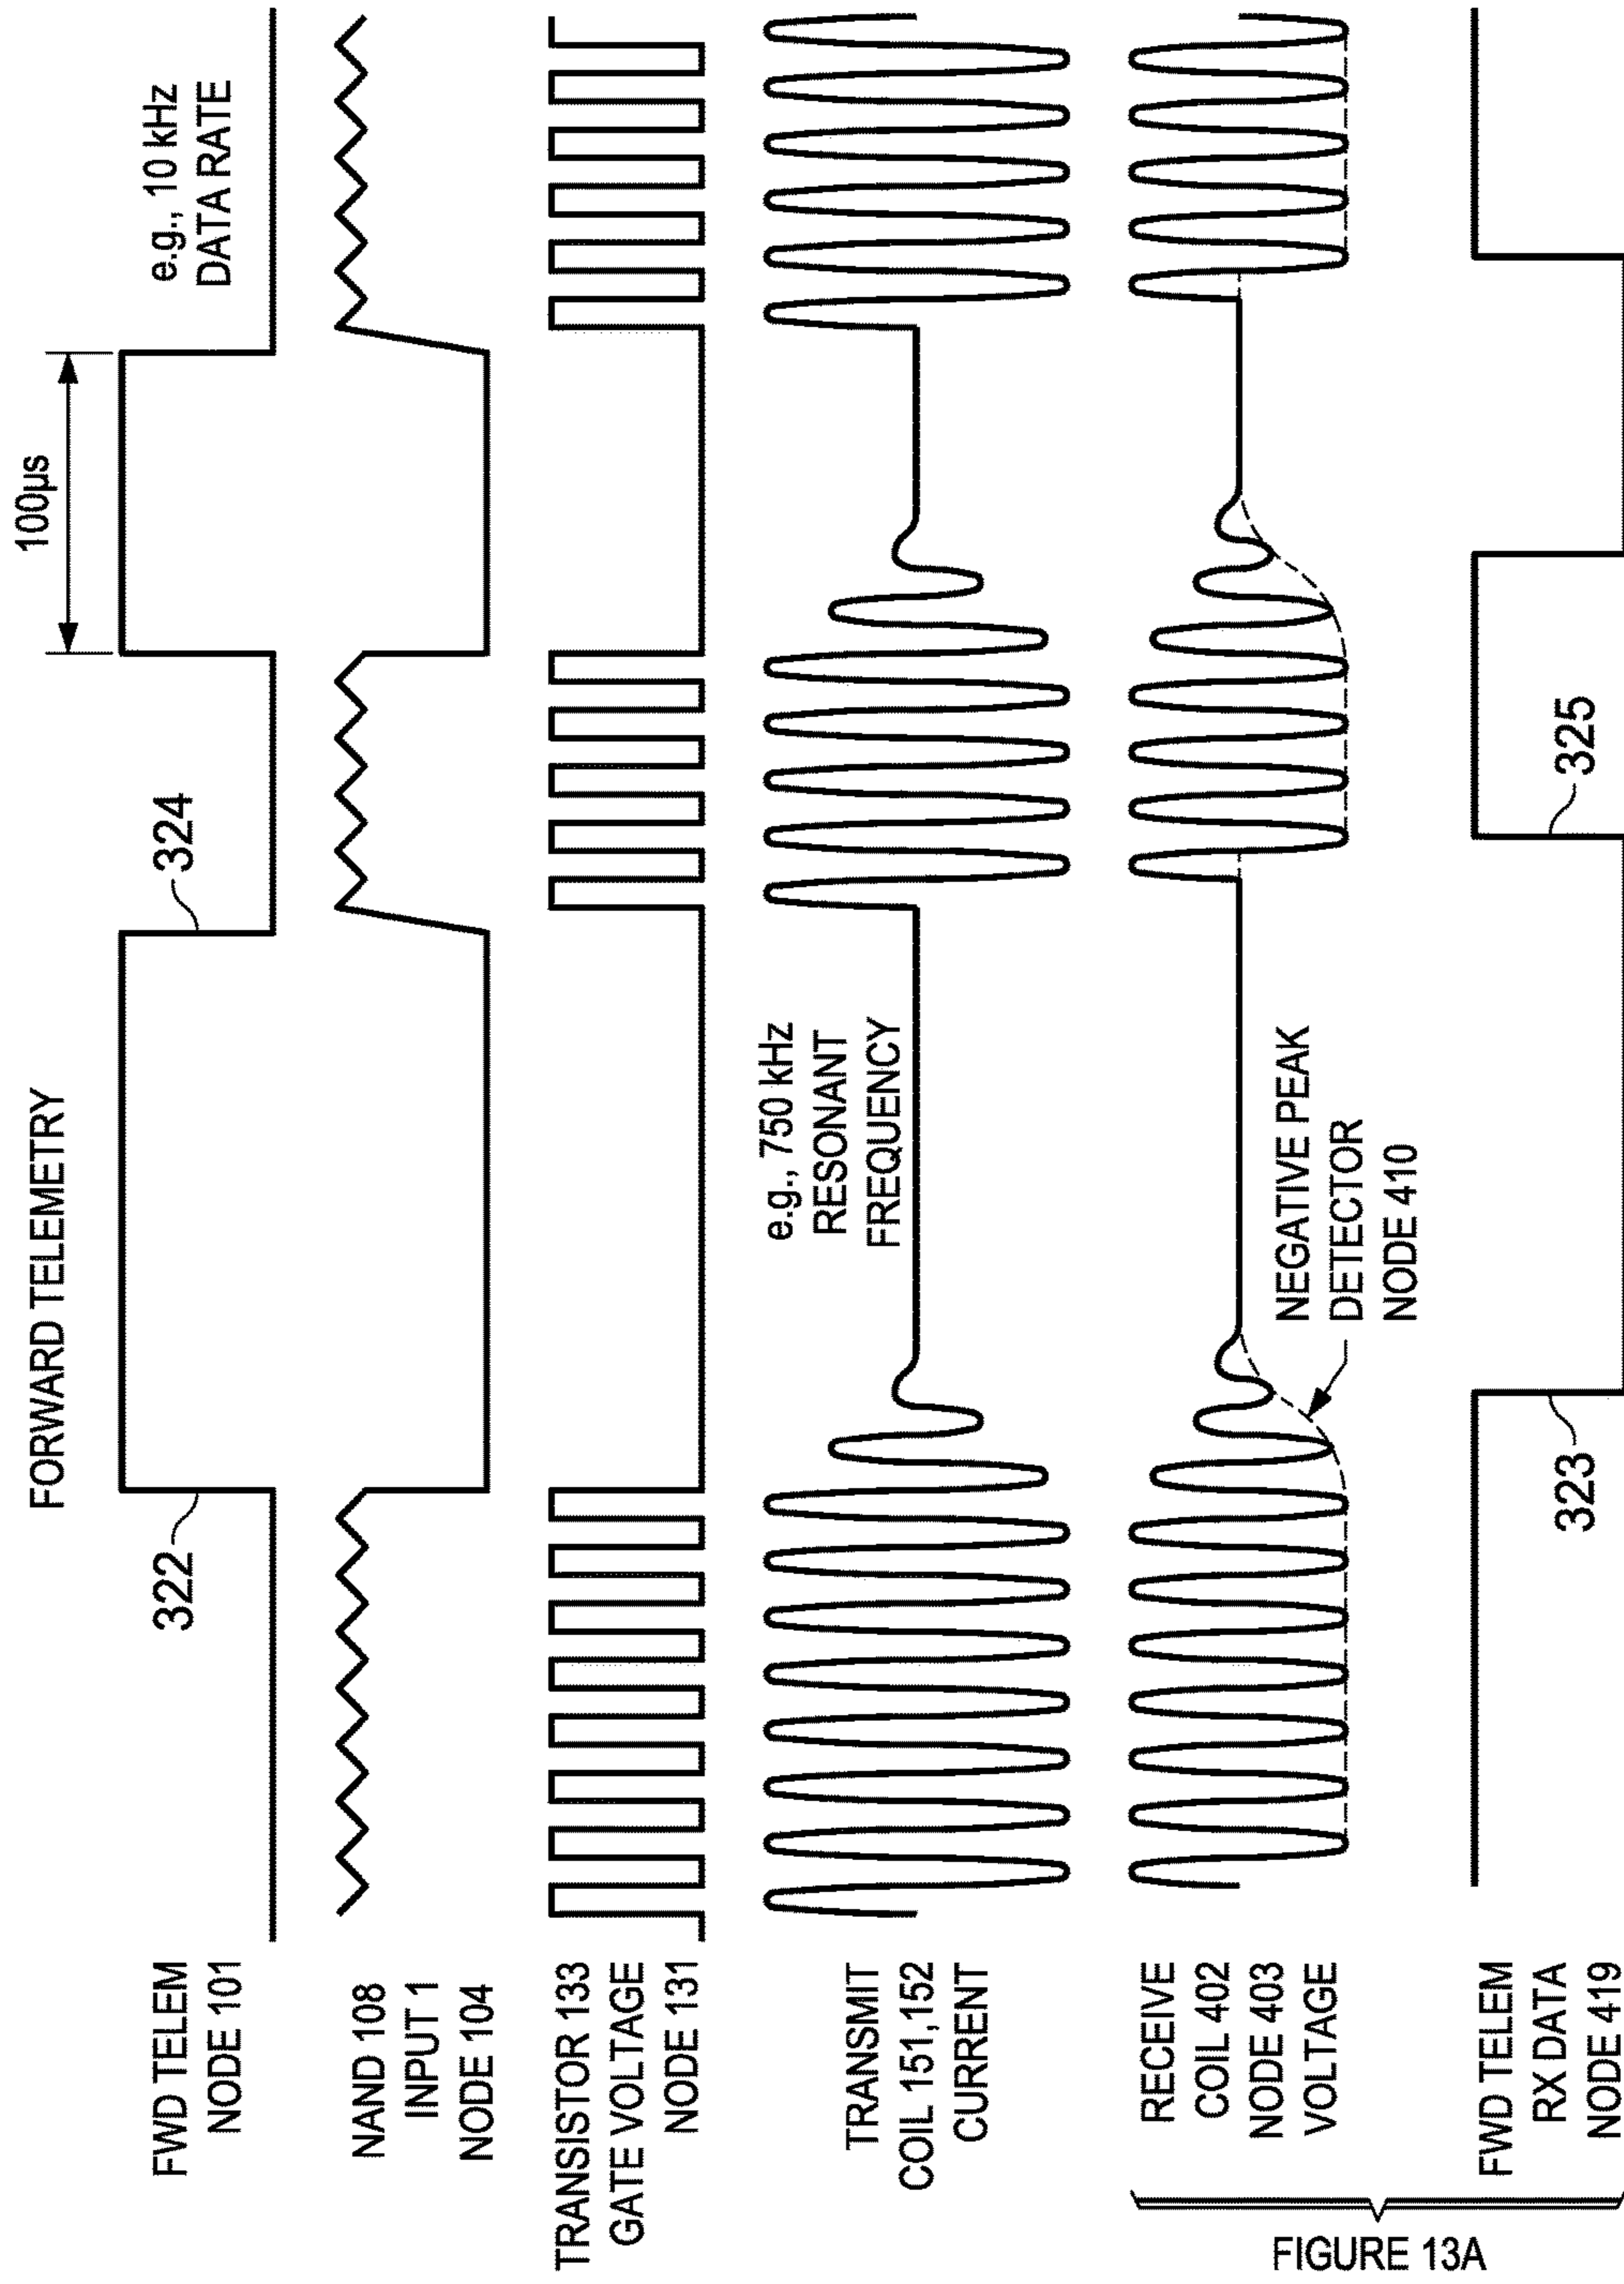 FORWARD TELEMETRY
FWD TELEM
NODE 101
322
324
100µs
e.g., 10 kHz
DATA RATE
NAND 108
INPUT 1
NODE 104
TRANSISTOR 133
GATE VOLTAGE
NODE 131
TRANSMIT
COIL 151,152
CURRENT
e.g., 750 kHz
RESONANT
FREQUENCY
RECEIVE
COIL 402
NODE 403
VOLTAGE
NEGATIVE PEAK
DETECTOR
NODE 410
FWD TELEM
RX DATA
NODE 419
323
325
FIGURE 13A